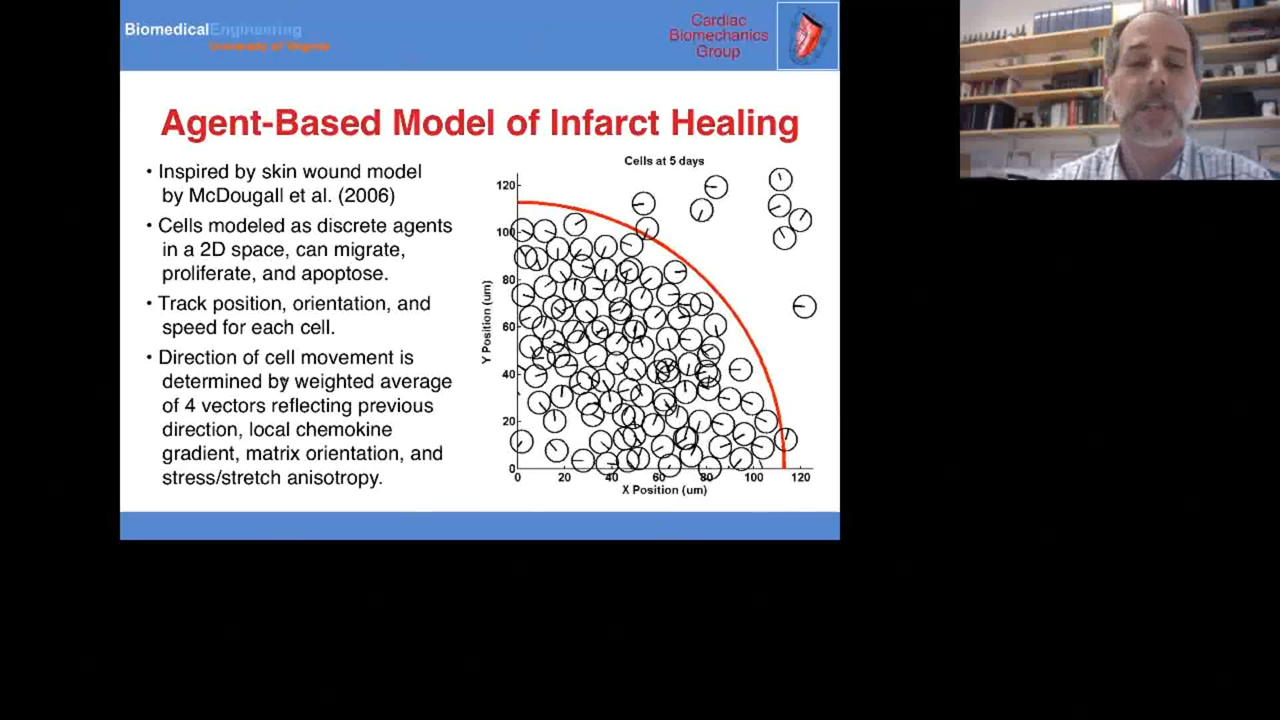 BiomedicalEngineering
University of Virginia
Cardiac
Biomechanics
Group
Agent-Based Model of Infarct Healing
• Inspired by skin wound model
by McDougall et al. (2006)
• Cells modeled as discrete agents
in a 2D space, can migrate,
proliferate, and apoptose.
• Track position, orientation, and
speed for each cell.
• Direction of cell movement is
determined by weighted average
of 4 vectors reflecting previous
direction, local chemokine
gradient, matrix orientation, and
stress/stretch anisotropy.
Cells at 5 days
120
100
80
60
40
20
0
Y Position (um)
0 20 40 60 80 100 120
X Position (um)